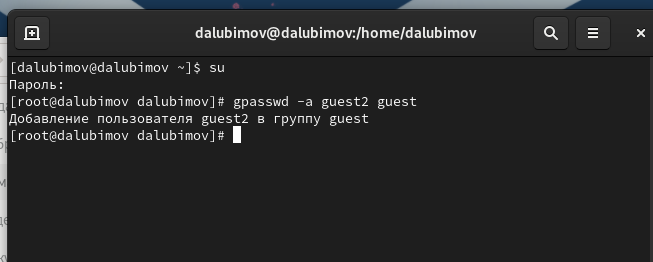 dalubimov@dalubimov:/home/dalubimov
[dalubimov@dalubimov ~]$ su
Пароль:
[root@dalubimov dalubimov]# gpasswd -a guest2 guest
Добавление пользователя guest2 в группу guest
[root@dalubimov dalubimov]#